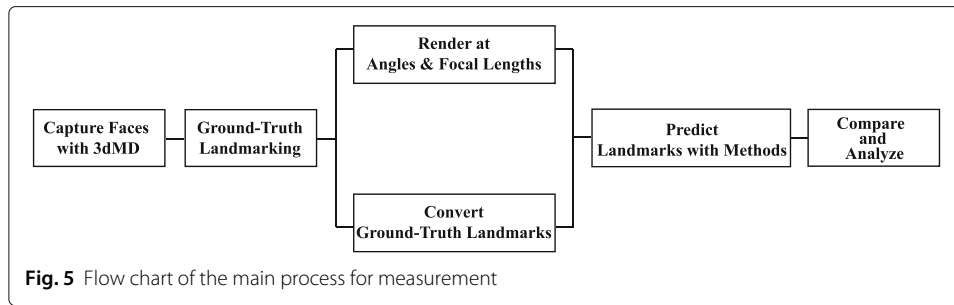 Capture Faces
with 3dMD
Ground-Truth
Landmarking
Render at
Angles & Focal Lengths
Convert
Ground-Truth Landmarks
Predict
Landmarks with Methods
Compare
and
Analyze
Fig. 5 Flow chart of the main process for measurement